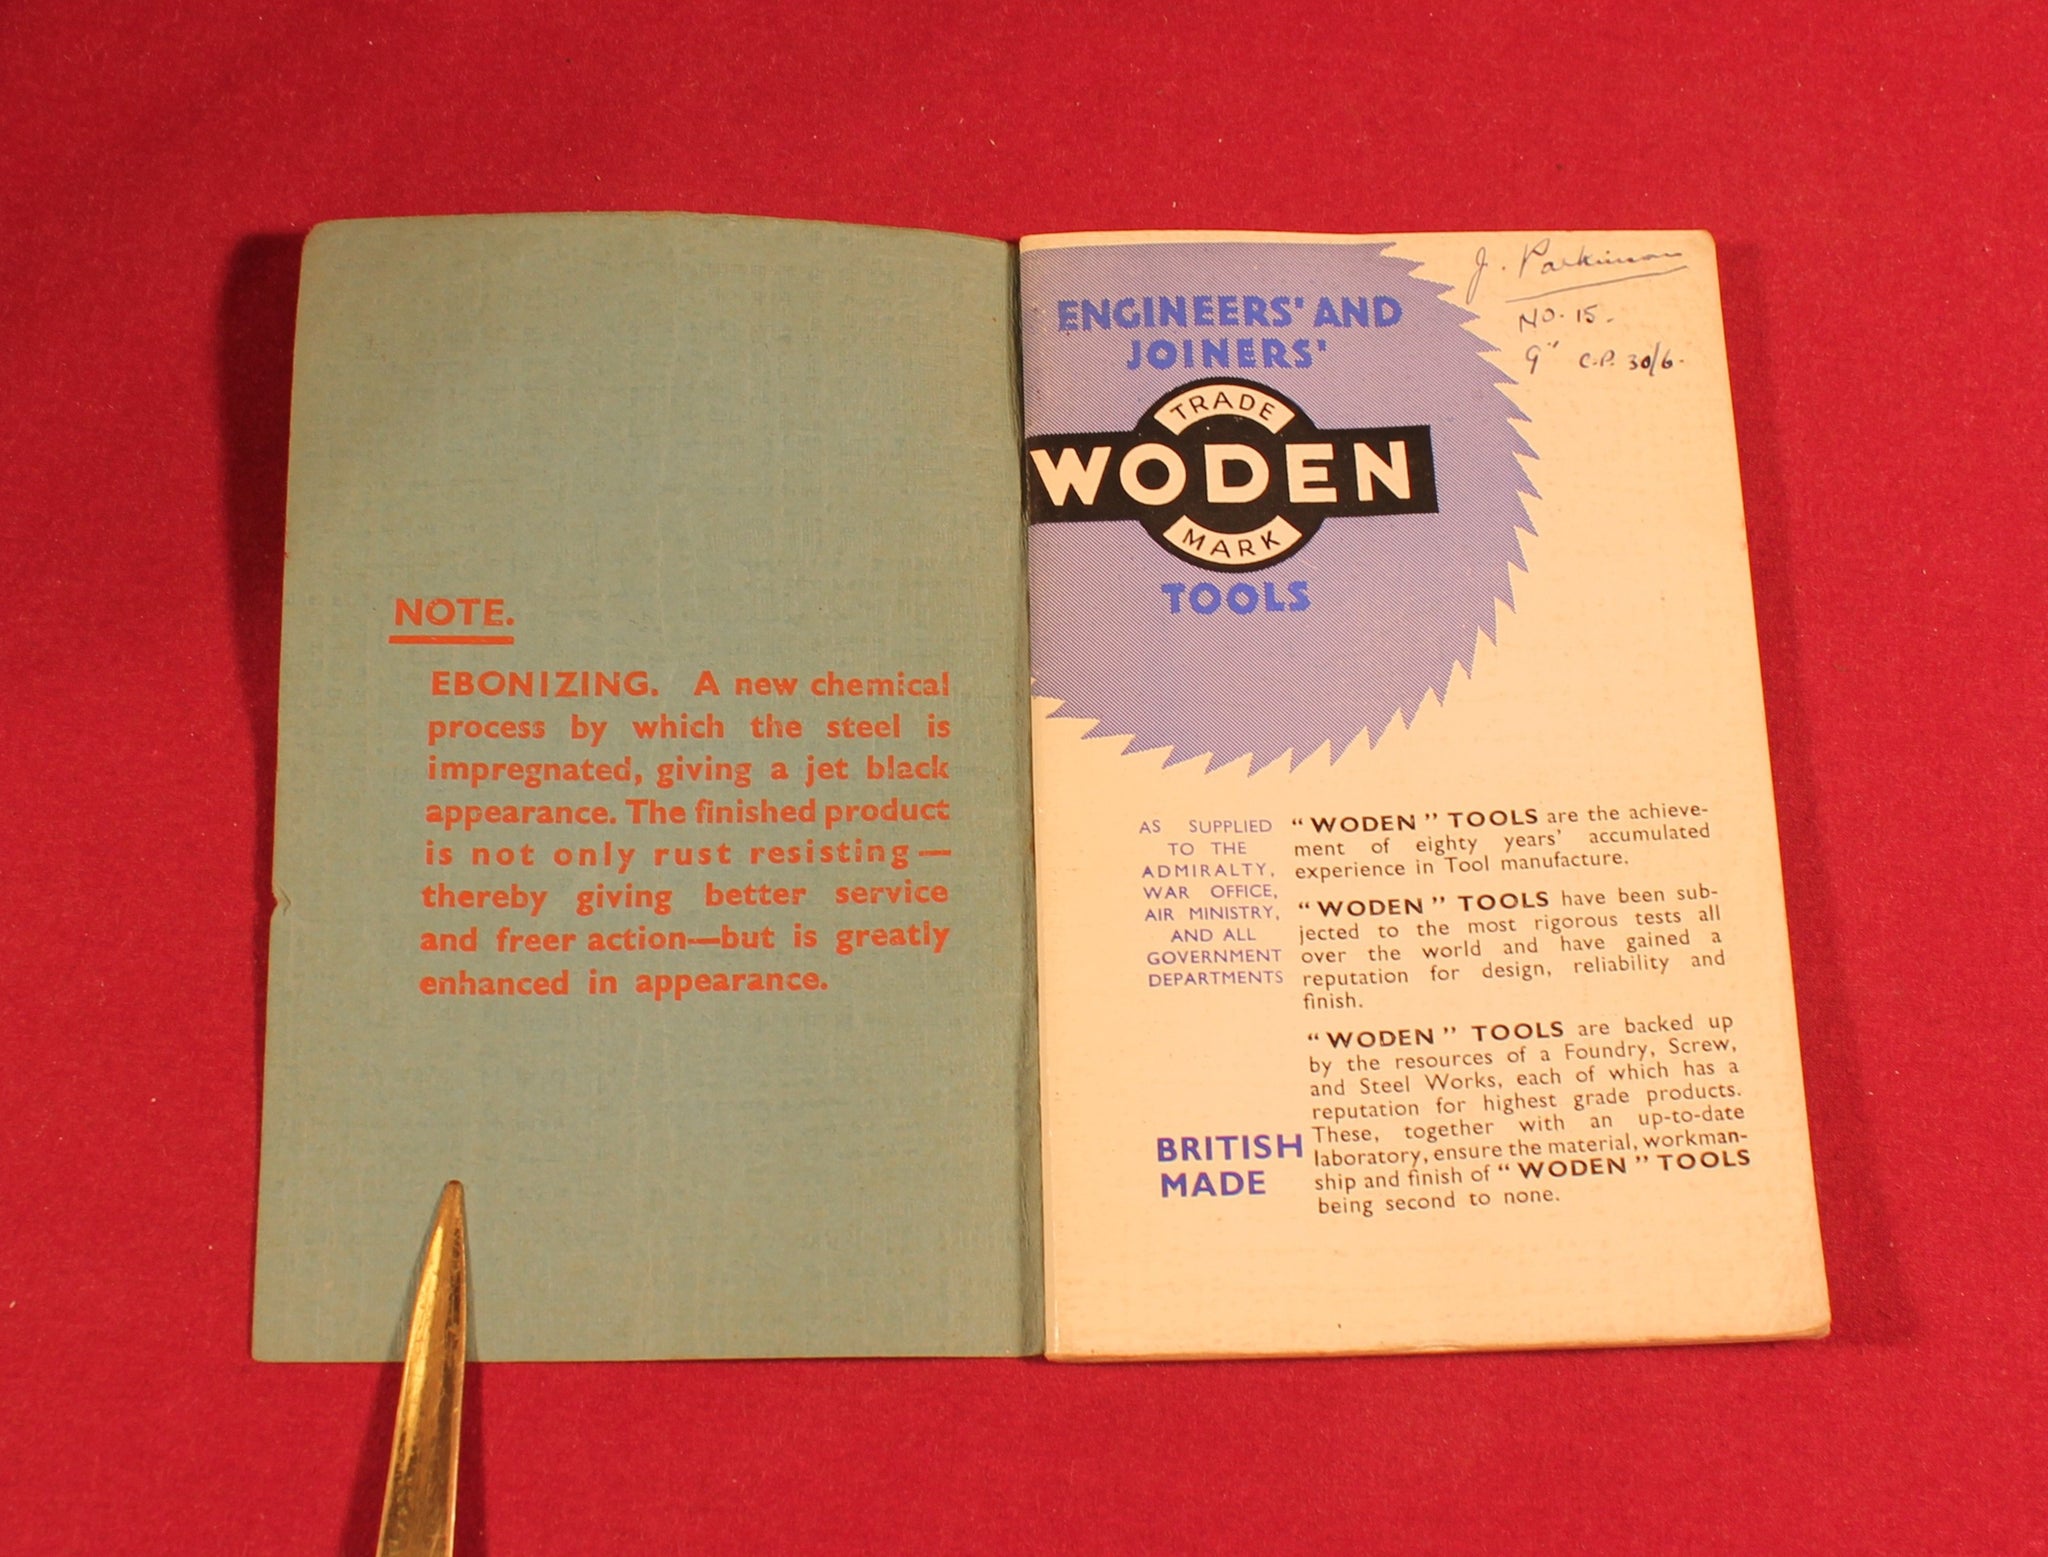 NOTE.
EBONIZING. A new chemical
process by which the steel is
impregnated, giving a jet black
appearance. The finished product
is not only rust resisting—
thereby giving better service
and freer action—but is greatly
enhanced in appearance.
J. Parkinson
NO. 15.
9" C.P. 30/6.
ENGINEERS' AND
JOINERS'
TRADE
WODEN
MARK
TOOLS
AS SUPPLIED
TO THE
ADMIRALTY,
WAR OFFICE,
AIR MINISTRY,
AND ALL
GOVERNMENT
DEPARTMENTS
"WODEN" TOOLS are the achieve-
ment of eighty years' accumulated
experience in Tool manufacture.
"WODEN" TOOLS have been sub-
jected to the most rigorous tests all
over the world and have gained a
reputation for design, reliability and
finish.
"WODEN" TOOLS are backed up
by the resources of a Foundry, Screw,
and Steel Works, each of which has a
reputation for highest grade products.
These, together with an up-to-date
laboratory, ensure the material, workman-
ship and finish of "WODEN" TOOLS
being second to none.
BRITISH
MADE